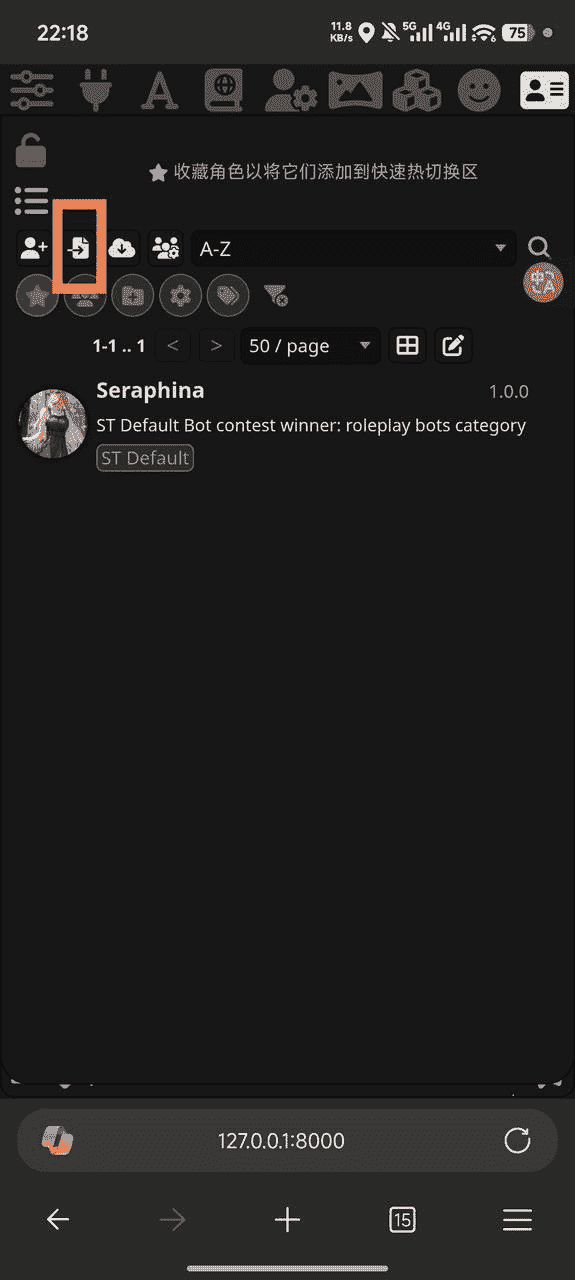 22:18
11.8 KB/s 5G 4G 6 75
收藏角色以将它们添加到快速热切换区
A-Z
1-1 .. 1 < > 50 / page
Seraphina 1.0.0
ST Default Bot contest winner: roleplay bots category
ST Default
127.0.0.1:8000
15